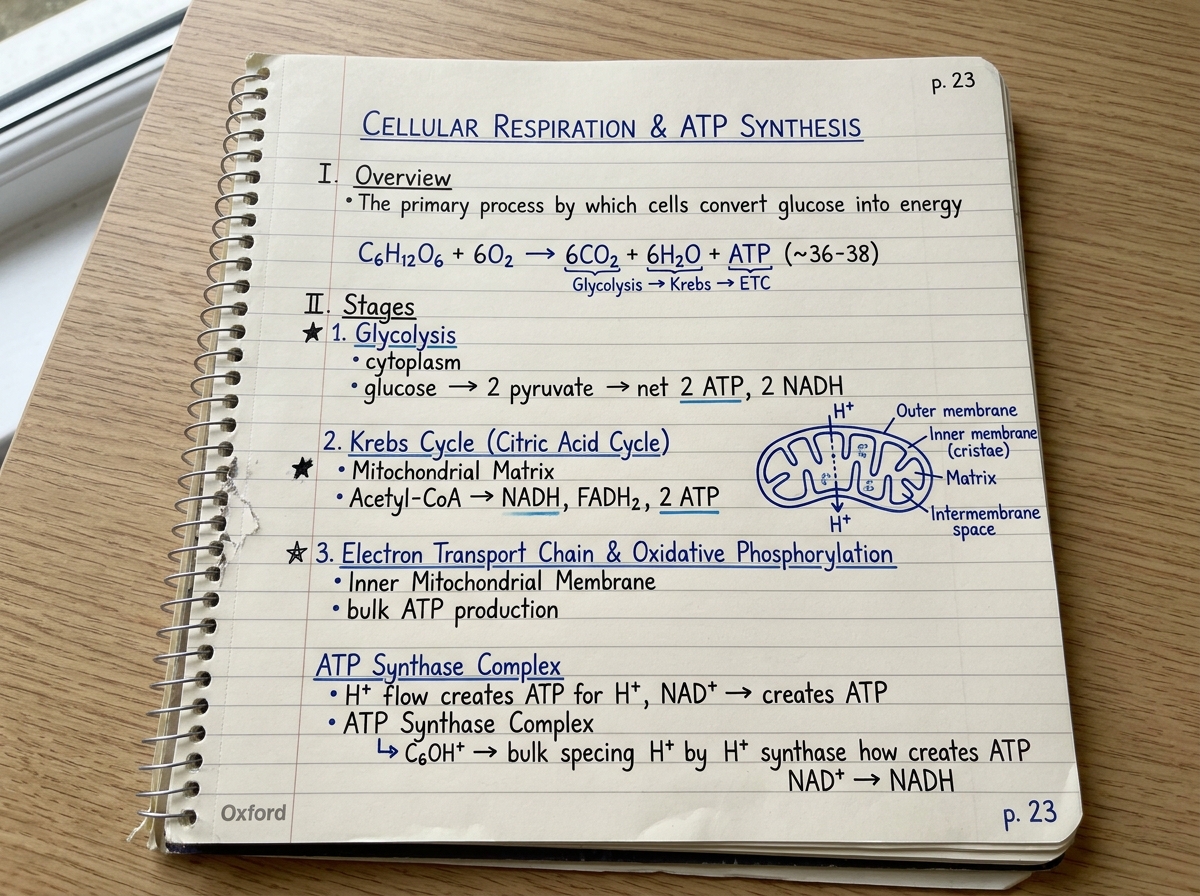 p. 23
CELLULAR RESPIRATION & ATP SYNTHESIS
I. Overview
• The primary process by which cells convert glucose into energy
C₆H₁₂O₆ + 6O₂ → 6CO₂ + 6H₂O + ATP (~36-38)
Glycolysis → Krebs → ETC
II. Stages
★ 1. Glycolysis
• cytoplasm
• glucose → 2 pyruvate → net 2 ATP, 2 NADH
2. Krebs Cycle (Citric Acid Cycle)
★ • Mitochondrial Matrix
• Acetyl-CoA → NADH, FADH₂, 2 ATP
H⁺
Outer membrane
Inner membrane
(cristae)
Matrix
Intermembrane
space
H⁺
☆ 3. Electron Transport Chain & Oxidative Phosphorylation
• Inner Mitochondrial Membrane
• bulk ATP production
ATP Synthase Complex
• H⁺ flow creates ATP for H⁺, NAD⁺ → creates ATP
• ATP Synthase Complex
↳ C₆OH⁺ → bulk specing H⁺ by H⁺ synthase how creates ATP
NAD⁺ → NADH
Oxford
p. 23